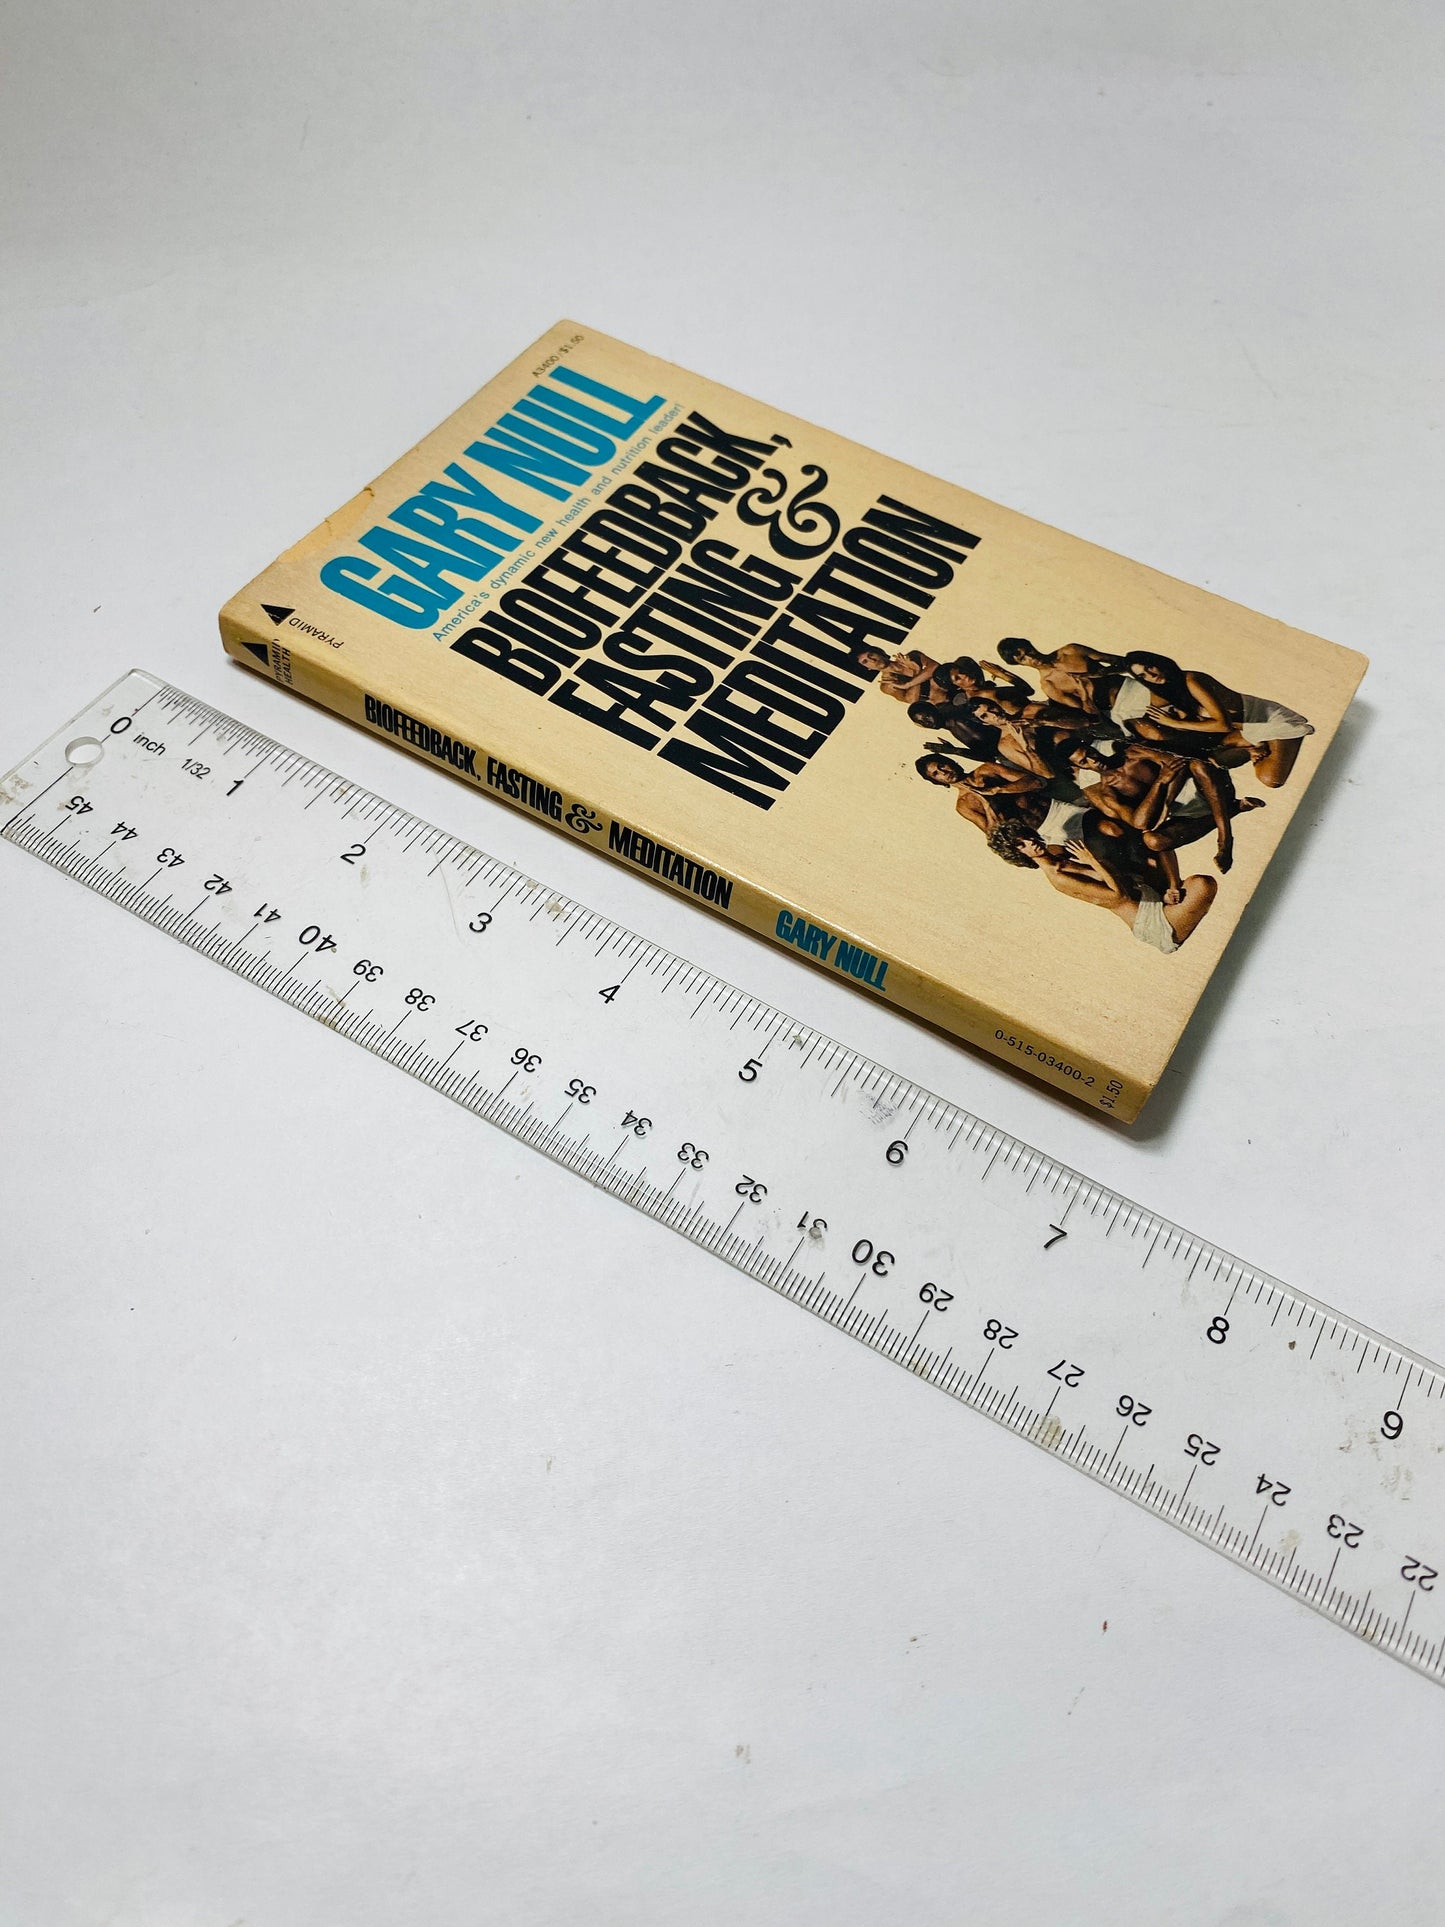 A3400/$1.50
GARY NULL
America's dynamic new health and nutrition leader!
BIOFEEDBACK,
FASTING &
MEDITATION
PYRAMID
HEALTH
BIOFEEDBACK, FASTING & MEDITATION GARY NULL
0-515-03400-2
$1.50
PYRAMID
0 inch 1/32 1 2 3 4 5 6 7 8 9
45 44 43 42 41 40 39 38 37 36 35 34 33 32 31 30 29 28 27 26 25 24 23 22